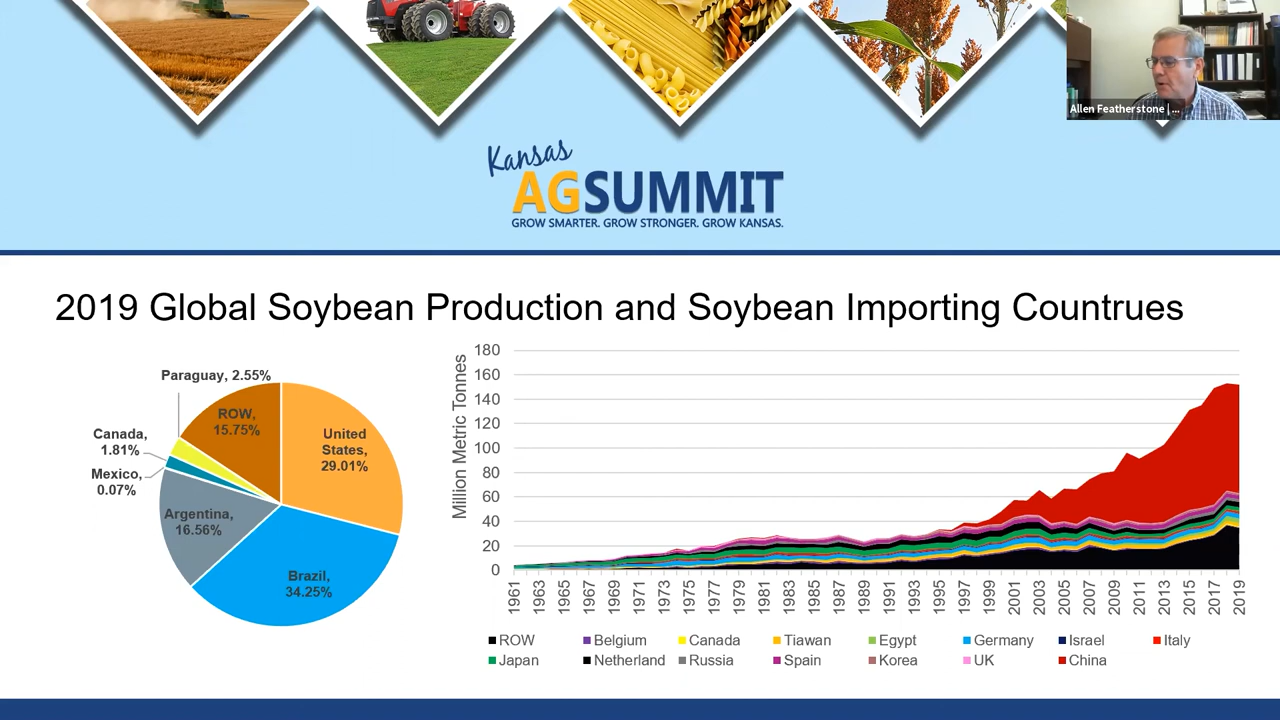 Allen Featherstone | ...
Kansas
AGSUMMIT
GROW SMARTER. GROW STRONGER. GROW KANSAS.
2019 Global Soybean Production and Soybean Importing Countrues
Paraguay, 2.55%
ROW,
15.75%
United
States,
29.01%
Canada,
1.81%
Mexico,
0.07%
Argentina,
16.56%
Brazil,
34.25%
Million Metric Tonnes
180
160
140
120
100
80
60
40
20
0
1961
1963
1965
1967
1969
1971
1973
1975
1977
1979
1981
1983
1985
1987
1989
1991
1993
1995
1997
1999
2001
2003
2005
2007
2009
2011
2013
2015
2017
2019
ROW Belgium Canada Tiawan Egypt Germany Israel Italy
Japan Netherland Russia Spain Korea UK China